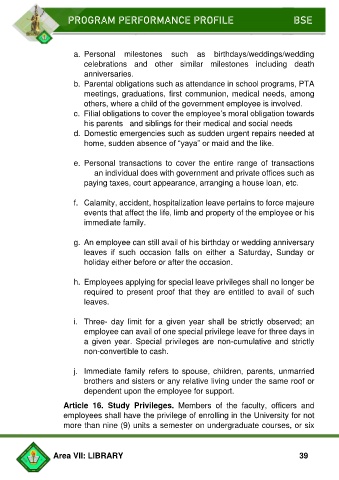 PROGRAM PERFORMANCE PROFILE BSE
a. Personal milestones such as birthdays/weddings/wedding
celebrations and other similar milestones including death
anniversaries.
b. Parental obligations such as attendance in school programs, PTA
meetings, graduations, first communion, medical needs, among
others, where a child of the government employee is involved.
c. Filial obligations to cover the employee's moral obligation towards
his parents and siblings for their medical and social needs
d. Domestic emergencies such as sudden urgent repairs needed at
home, sudden absence of "yaya" or maid and the like.
e. Personal transactions to cover the entire range of transactions
an individual does with government and private offices such as
paying taxes, court appearance, arranging a house loan, etc.
f. Calamity, accident, hospitalization leave pertains to force majeure
events that affect the life, limb and property of the employee or his
immediate family.
g. An employee can still avail of his birthday or wedding anniversary
leaves if such occasion falls on either a Saturday, Sunday or
holiday either before or after the occasion.
h. Employees applying for special leave privileges shall no longer be
required to present proof that they are entitled to avail of such
leaves.
i. Three- day limit for a given year shall be strictly observed; an
employee can avail of one special privilege leave for three days in
a given year. Special privileges are non-cumulative and strictly
non-convertible to cash.
j. Immediate family refers to spouse, children, parents, unmarried
brothers and sisters or any relative living under the same roof or
dependent upon the employee for support.
Article 16. Study Privileges. Members of the faculty, officers and
employees shall have the privilege of enrolling in the University for not
more than nine (9) units a semester on undergraduate courses, or six
Area VII: LIBRARY 39